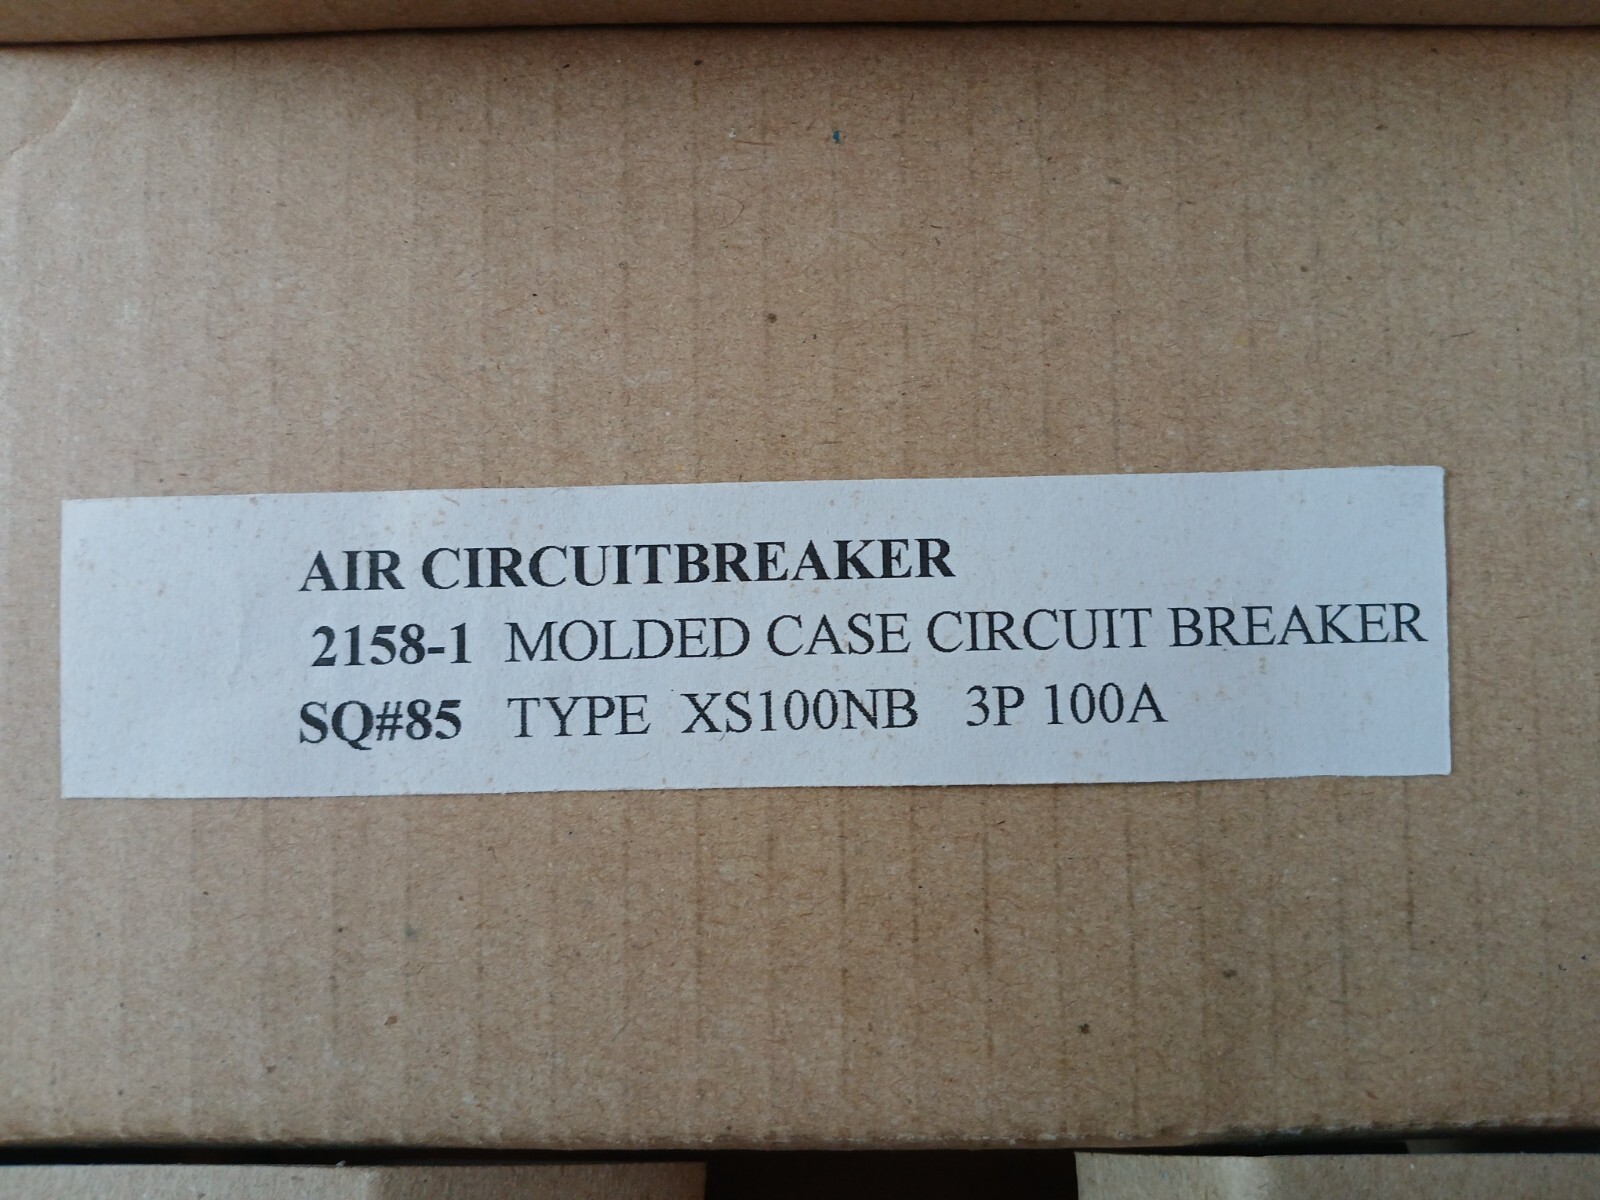 AIR CIRCUITBREAKER
2158-1 MOLDED CASE CIRCUIT BREAKER
SQ#85 TYPE XS100NB 3P 100A